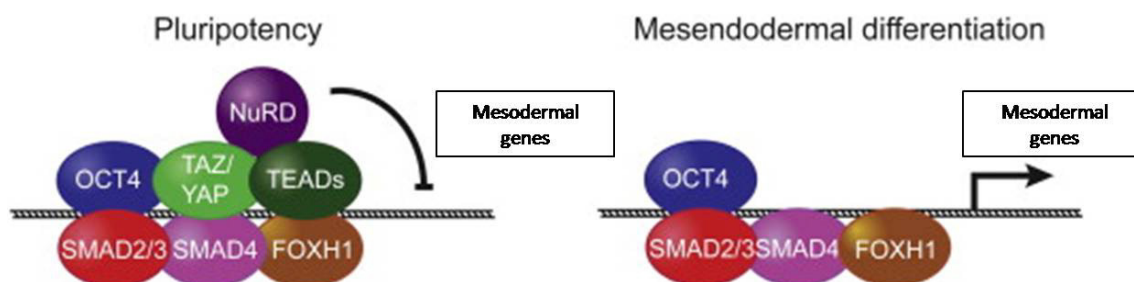 Pluripotency
Mesendodermal differentiation
NuRD
Mesodermal
genes
Mesodermal
genes
OCT4
TAZ/
YAP
TEADs
OCT4
SMAD2/3
SMAD4
FOXH1
SMAD2/3
SMAD4
FOXH1